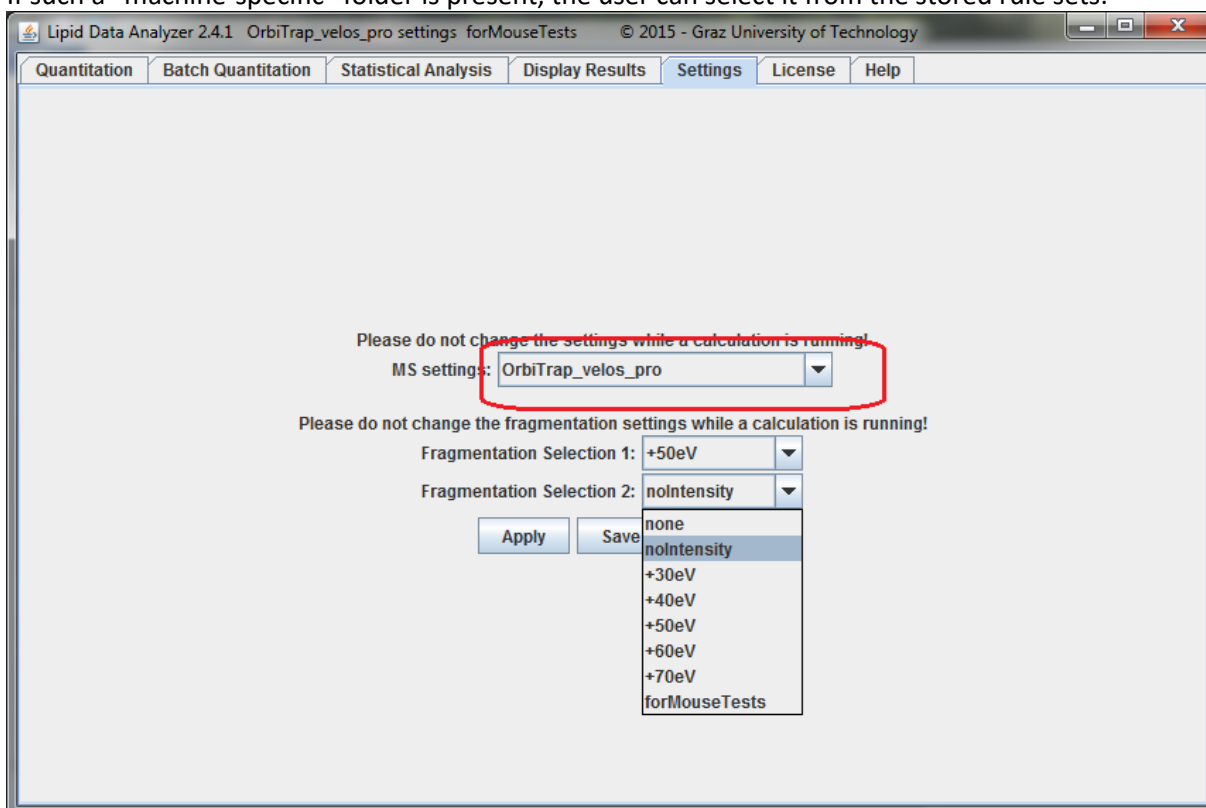 If such a "machine-specific" folder is present, the user can select it from the stored rule sets.
Lipid Data Analyzer 2.4.1 OrbiTrap_velos_pro settings forMouseTests © 2015 - Graz University of Technology
Quantitation Batch Quantitation Statistical Analysis Display Results Settings License Help
Please do not change the settings while a calculation is running!
MS settings: OrbiTrap_velos_pro
Please do not change the fragmentation settings while a calculation is running!
Fragmentation Selection 1: +50eV
Fragmentation Selection 2: noIntensity
Apply Save
none
noIntensity
+30eV
+40eV
+50eV
+60eV
+70eV
forMouseTests